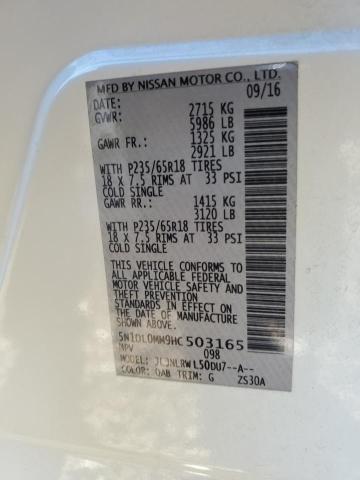 MFD BY NISSAN MOTOR CO., LTD.
DATE: 09/16
GVWR: 2715 KG
5986 LB
GAWR FR.: 1325 KG
2921 LB
WITH P235/65R18 TIRES
18 X 7.5 RIMS AT 33 PSI
COLD SINGLE
GAWR RR.: 1415 KG
3120 LB
WITH P235/65R18 TIRES
18 X 7.5 RIMS AT 33 PSI
COLD SINGLE
THIS VEHICLE CONFORMS TO
ALL APPLICABLE FEDERAL
MOTOR VEHICLE SAFETY
AND THEFT PREVENTION
STANDARDS IN EFFECT ON
THE DATE OF MANUFACTURE
SHOWN ABOVE.
5N1DL0MM9HC503165
MPV 098
MODEL: JLJNLRWL50DU7--A--
COLOR: QAB TRIM: G ZS30A